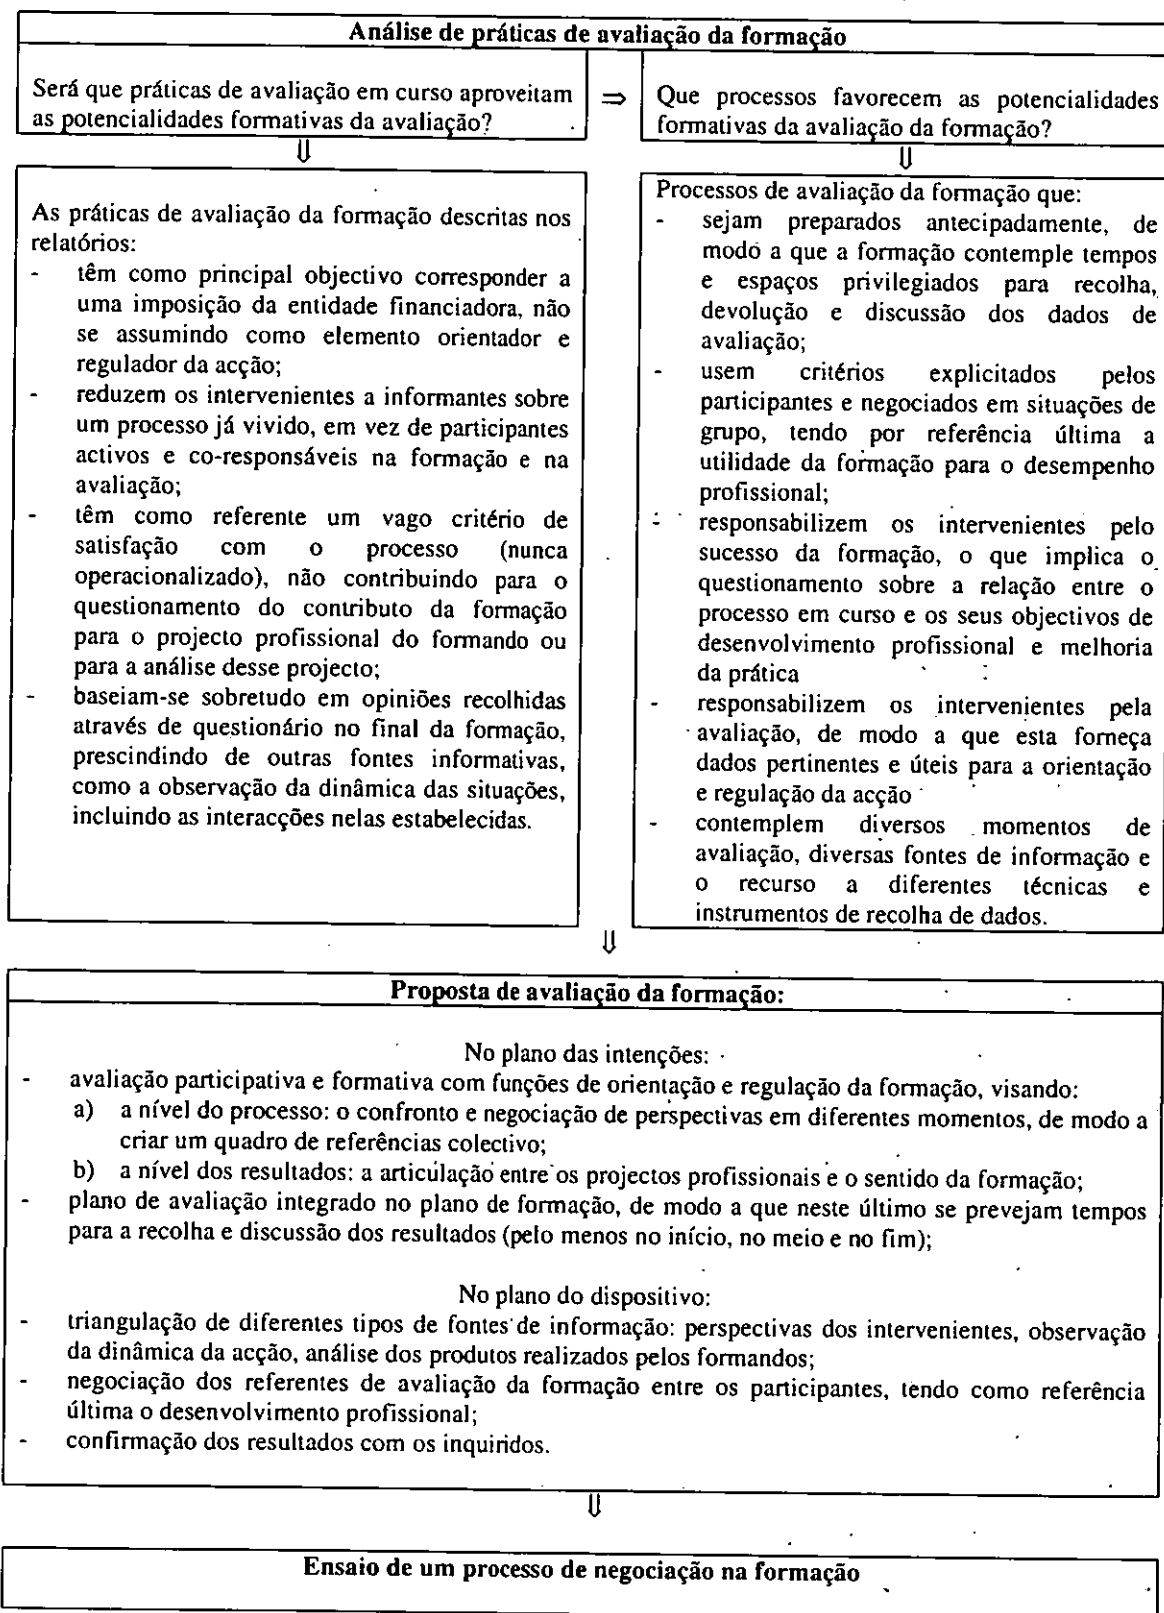 Análise de práticas de avaliação da formação
Será que práticas de avaliação em curso aproveitam
as potencialidades formativas da avaliação?
⇒
Que processos favorecem as potencialidades
formativas da avaliação da formação?
⇓
⇓
As práticas de avaliação da formação descritas nos
relatórios:
- têm como principal objectivo corresponder a
uma imposição da entidade financiadora, não
se assumindo como elemento orientador e
regulador da acção;
- reduzem os intervenientes a informantes sobre
um processo já vivido, em vez de participantes
activos e co-responsáveis na formação e na
avaliação;
- têm como referente um vago critério de
satisfação com o processo (nunca
operacionalizado), não contribuindo para o
questionamento do contributo da formação
para o projecto profissional do formando ou
para a análise desse projecto;
- baseiam-se sobretudo em opiniões recolhidas
através de questionário no final da formação,
prescindindo de outras fontes informativas,
como a observação da dinâmica das situações,
incluindo as interacções nelas estabelecidas.
Processos de avaliação da formação que:
- sejam preparados antecipadamente, de
modo a que a formação contemple tempos
e espaços privilegiados para recolha,
devolução e discussão dos dados de
avaliação;
- usem critérios explicitados pelos
participantes e negociados em situações de
grupo, tendo por referência última a
utilidade da formação para o desempenho
profissional;
- responsabilizem os intervenientes pelo
sucesso da formação, o que implica o
questionamento sobre a relação entre o
processo em curso e os seus objectivos de
desenvolvimento profissional e melhoria
da prática
- responsabilizem os intervenientes pela
avaliação, de modo a que esta forneça
dados pertinentes e úteis para a orientação
e regulação da acção
- contemplem diversos momentos de
avaliação, diversas fontes de informação e
o recurso a diferentes técnicas e
instrumentos de recolha de dados.
⇓
Proposta de avaliação da formação:
No plano das intenções:
- avaliação participativa e formativa com funções de orientação e regulação da formação, visando:
a) a nível do processo: o confronto e negociação de perspectivas em diferentes momentos, de modo a
criar um quadro de referências colectivo;
b) a nível dos resultados: a articulação entre os projectos profissionais e o sentido da formação;
- plano de avaliação integrado no plano de formação, de modo a que neste último se prevejam tempos
para a recolha e discussão dos resultados (pelo menos no início, no meio e no fim);
No plano do dispositivo:
- triangulação de diferentes tipos de fontes de informação: perspectivas dos intervenientes, observação
da dinâmica da acção, análise dos produtos realizados pelos formandos;
- negociação dos referentes de avaliação da formação entre os participantes, tendo como referência
última o desenvolvimento profissional;
- confirmação dos resultados com os inquiridos.
⇓
Ensaio de um processo de negociação na formação